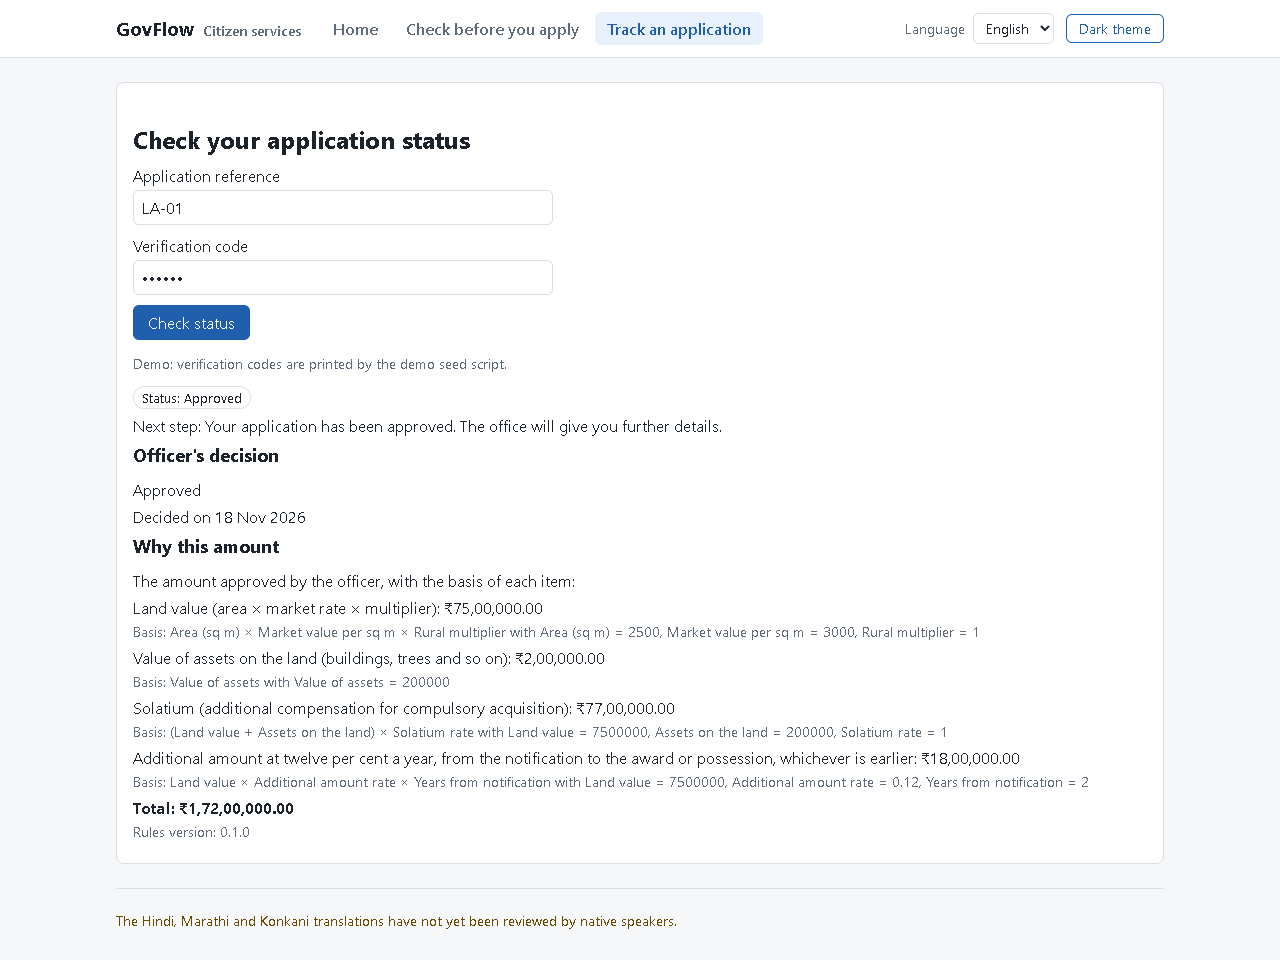 GovFlow Citizen services Home Check before you apply Track an application Language English Dark theme
Check your application status
Application reference
LA-01
Verification code
••••••
Check status
Demo: verification codes are printed by the demo seed script.
Status: Approved
Next step: Your application has been approved. The office will give you further details.
Officer's decision
Approved
Decided on 18 Nov 2026
Why this amount
The amount approved by the officer, with the basis of each item:
Land value (area × market rate × multiplier): ₹75,00,000.00
Basis: Area (sq m) × Market value per sq m × Rural multiplier with Area (sq m) = 2500, Market value per sq m = 3000, Rural multiplier = 1
Value of assets on the land (buildings, trees and so on): ₹2,00,000.00
Basis: Value of assets with Value of assets = 200000
Solatium (additional compensation for compulsory acquisition): ₹77,00,000.00
Basis: (Land value + Assets on the land) × Solatium rate with Land value = 7500000, Assets on the land = 200000, Solatium rate = 1
Additional amount at twelve per cent a year, from the notification to the award or possession, whichever is earlier: ₹18,00,000.00
Basis: Land value × Additional amount rate × Years from notification with Land value = 7500000, Additional amount rate = 0.12, Years from notification = 2
Total: ₹1,72,00,000.00
Rules version: 0.1.0
The Hindi, Marathi and Konkani translations have not yet been reviewed by native speakers.